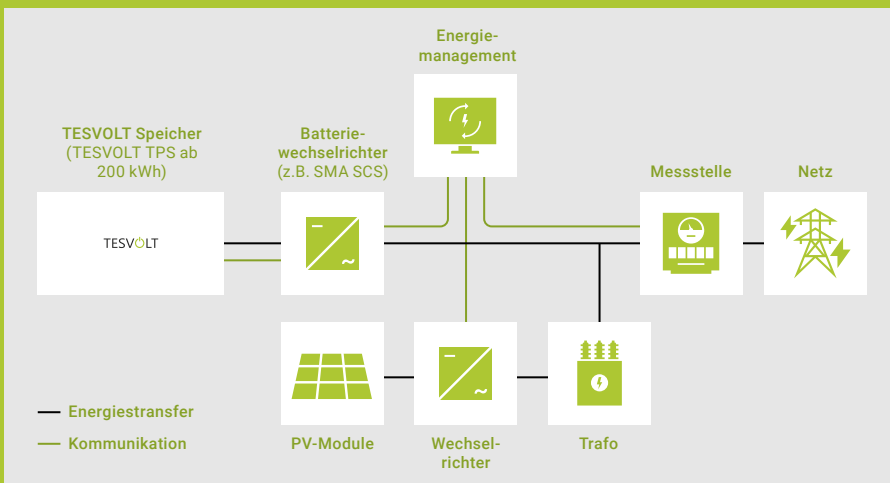 Energie-
management
TESVOLT Speicher
(TESVOLT TPS ab
200 kWh)
Batterie-
wechselrichter
(z.B. SMA SCS)
Messstelle
Netz
TESVOLT
Energiestransfer
Kommunikation
PV-Module
Wechsel-
richter
Trafo